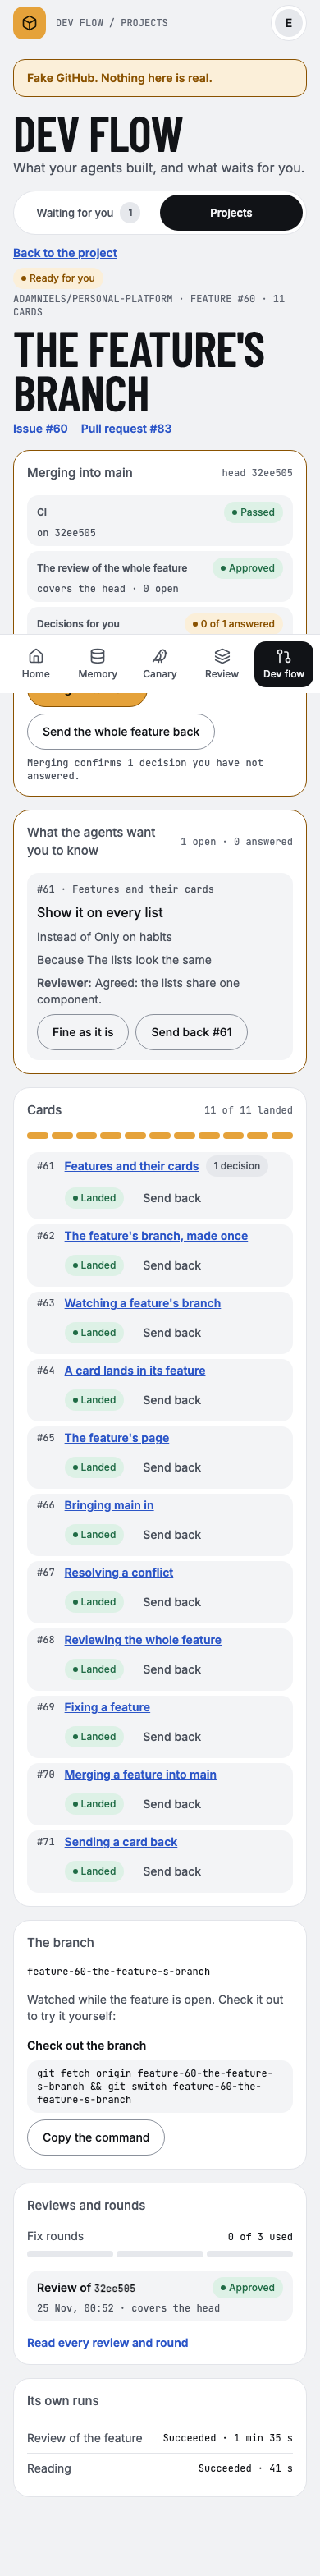 DEV FLOW / PROJECTS
E
Fake GitHub. Nothing here is real.
DEV FLOW
What your agents built, and what waits for you.
Waiting for you 1
Projects
Back to the project
Ready for you
ADAMNIELS/PERSONAL-PLATFORM · FEATURE #60 · 11
CARDS
THE FEATURE'S
BRANCH
Issue #60 Pull request #83
Merging into main head 32ee505
CI Passed
on 32ee505
The review of the whole feature Approved
covers the head · 0 open
Decisions for you 0 of 1 answered
Home Memory Canary Review Dev flow
Send the whole feature back
Merging confirms 1 decision you have not
answered.
What the agents want
you to know
1 open · 0 answered
#61 · Features and their cards
Show it on every list
Instead of Only on habits
Because The lists look the same
Reviewer: Agreed: the lists share one
component.
Fine as it is Send back #61
Cards 11 of 11 landed
#61 Features and their cards 1 decision
Landed Send back
#62 The feature's branch, made once
Landed Send back
#63 Watching a feature's branch
Landed Send back
#64 A card lands in its feature
Landed Send back
#65 The feature's page
Landed Send back
#66 Bringing main in
Landed Send back
#67 Resolving a conflict
Landed Send back
#68 Reviewing the whole feature
Landed Send back
#69 Fixing a feature
Landed Send back
#70 Merging a feature into main
Landed Send back
#71 Sending a card back
Landed Send back
The branch
feature-60-the-feature-s-branch
Watched while the feature is open. Check it out
to try it yourself:
Check out the branch
git fetch origin feature-60-the-feature-
s-branch && git switch feature-60-the-
feature-s-branch
Copy the command
Reviews and rounds
Fix rounds 0 of 3 used
Review of 32ee505 Approved
25 Nov, 00:52 · covers the head
Read every review and round
Its own runs
Review of the feature Succeeded · 1 min 35 s
Reading Succeeded · 41 s